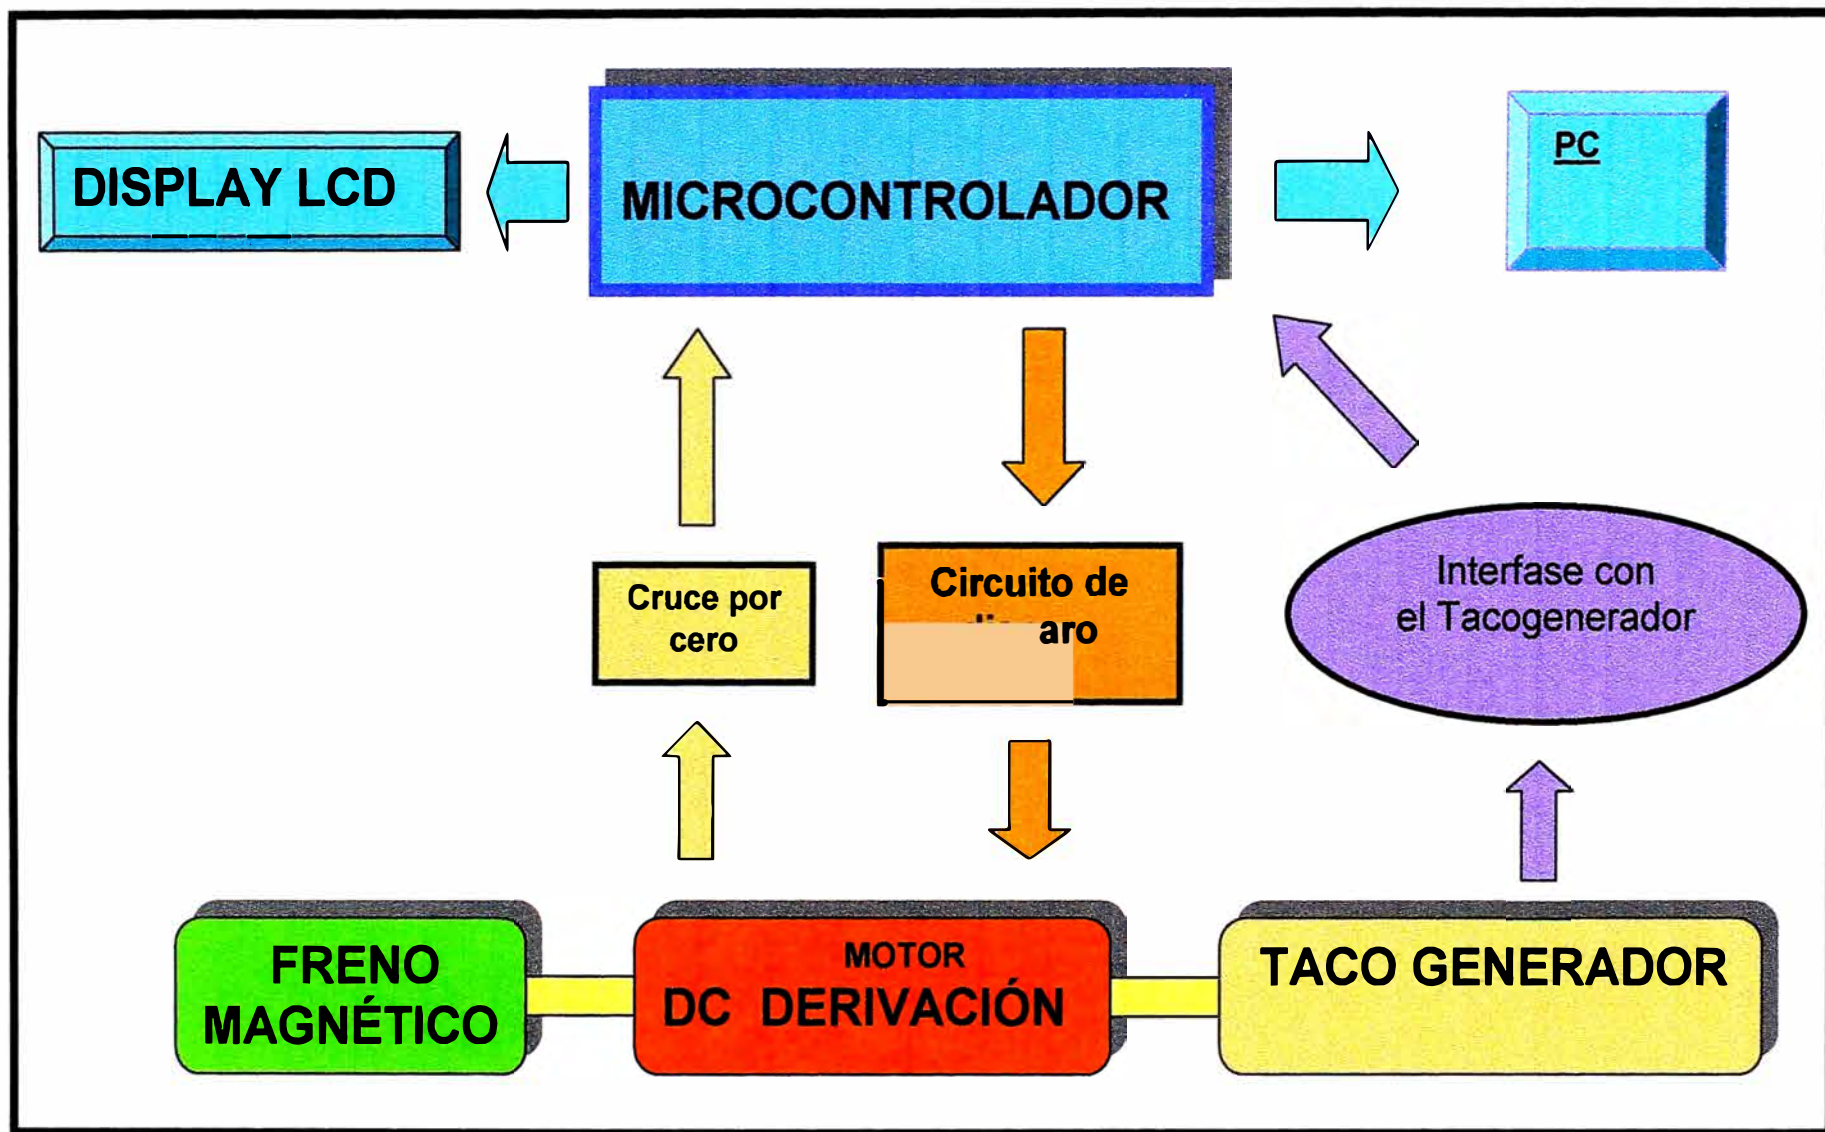 DISPLAY LCD
MICROCONTROLADOR
PC
Cruce por
cero
Circuito de
aro
Interfase con
el Tacogenerador
FRENO
MAGNÉTICO
MOTOR
DC DERIVACIÓN
TACO GENERADOR